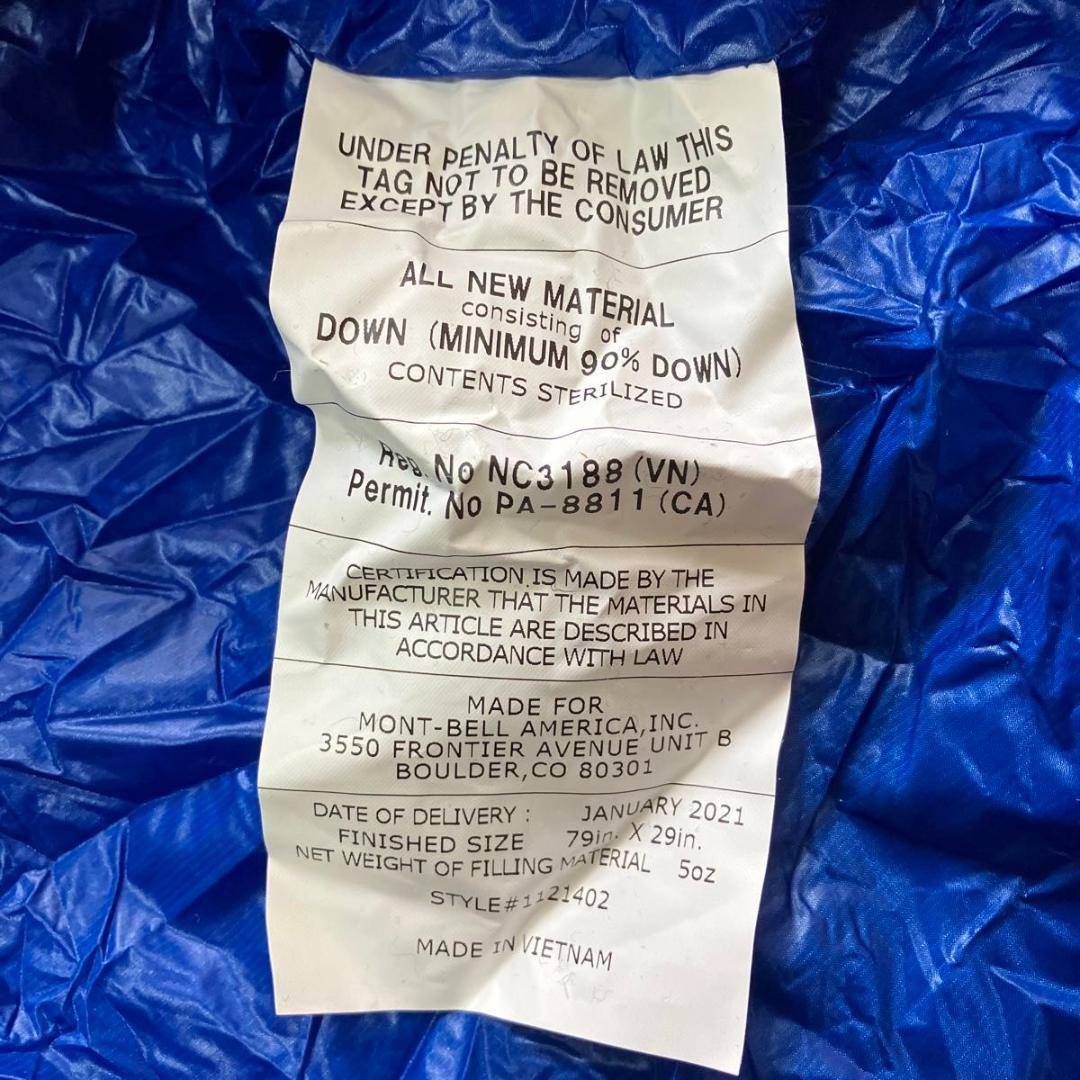 UNDER PENALTY OF LAW THIS
TAG NOT TO BE REMOVED
EXCEPT BY THE CONSUMER
ALL NEW MATERIAL
consisting of
DOWN (MINIMUM 90% DOWN)
CONTENTS STERILIZED
Reg. No NC3188 (VN)
Permit. No PA-8811 (CA)
CERTIFICATION IS MADE BY THE
MANUFACTURER THAT THE MATERIALS IN
THIS ARTICLE ARE DESCRIBED IN
ACCORDANCE WITH LAW
MADE FOR
MONT-BELL AMERICA, INC.
3550 FRONTIER AVENUE UNIT B
BOULDER, CO 80301
DATE OF DELIVERY : JANUARY 2021
FINISHED SIZE 79in. X 29in.
NET WEIGHT OF FILLING MATERIAL 5oz
STYLE#1121402
MADE IN VIETNAM